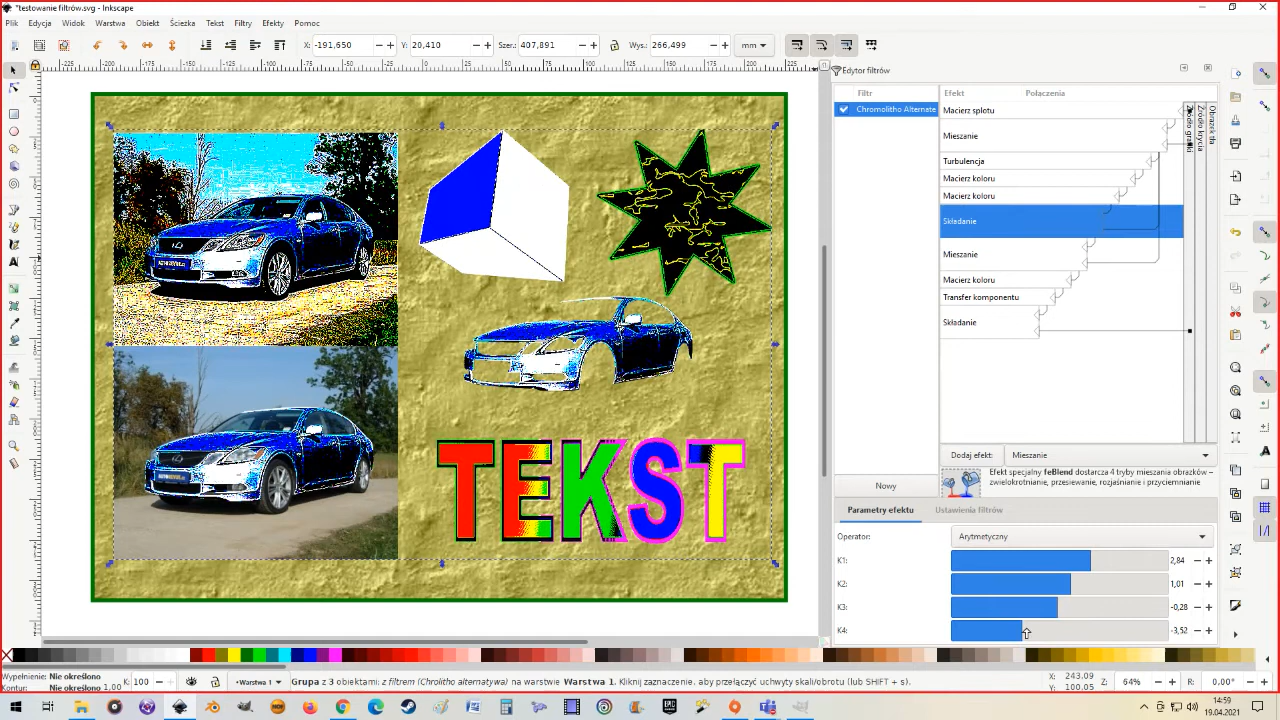 *testowanie filtrów.svg - Inkscape
Plik Edycja Widok Warstwa Obiekt Ścieżka Tekst Filtry Efekty Pomoc
X: -191,650 Y: 20,410 Szer.: 407,891 Wys.: 266,499 mm
Edytor filtrów
Filtr Efekt Połączenia
Chromolitho Alternate
Macierz splotu
Mieszanie
Turbulencja
Macierz koloru
Macierz koloru
Składanie
Mieszanie
Macierz koloru
Transfer komponentu
Składanie
Źródło grafiki
Źródło krycia
Obrazek tła
TEKST
Dodaj efekt: Mieszanie
Efekt specjalny feBlend dostarcza 4 tryby mieszania obrazków –
zwielokrotnianie, przesiewanie, rozjaśnianie i przyciemnianie
Nowy
Parametry efektu Ustawienia filtrów
Operator: Arytmetyczny
K1: 2,84
K2: 1,01
K3: -0,28
K4: -3,52
Wypełnienie: Nie określono
Kontur: Nie określono 1,00
K: 100
•Warstwa 1
Grupa z 3 obiektami; z filtrem (Chrolitho alternatywa) na warstwie Warstwa 1. Kliknij zaznaczenie, aby przełączyć uchwyty skali/obrotu (lub SHIFT + s).
X: 243.09
Y: 100.05
Z: 64%
R: 0,00°
14:59
19.04.2021